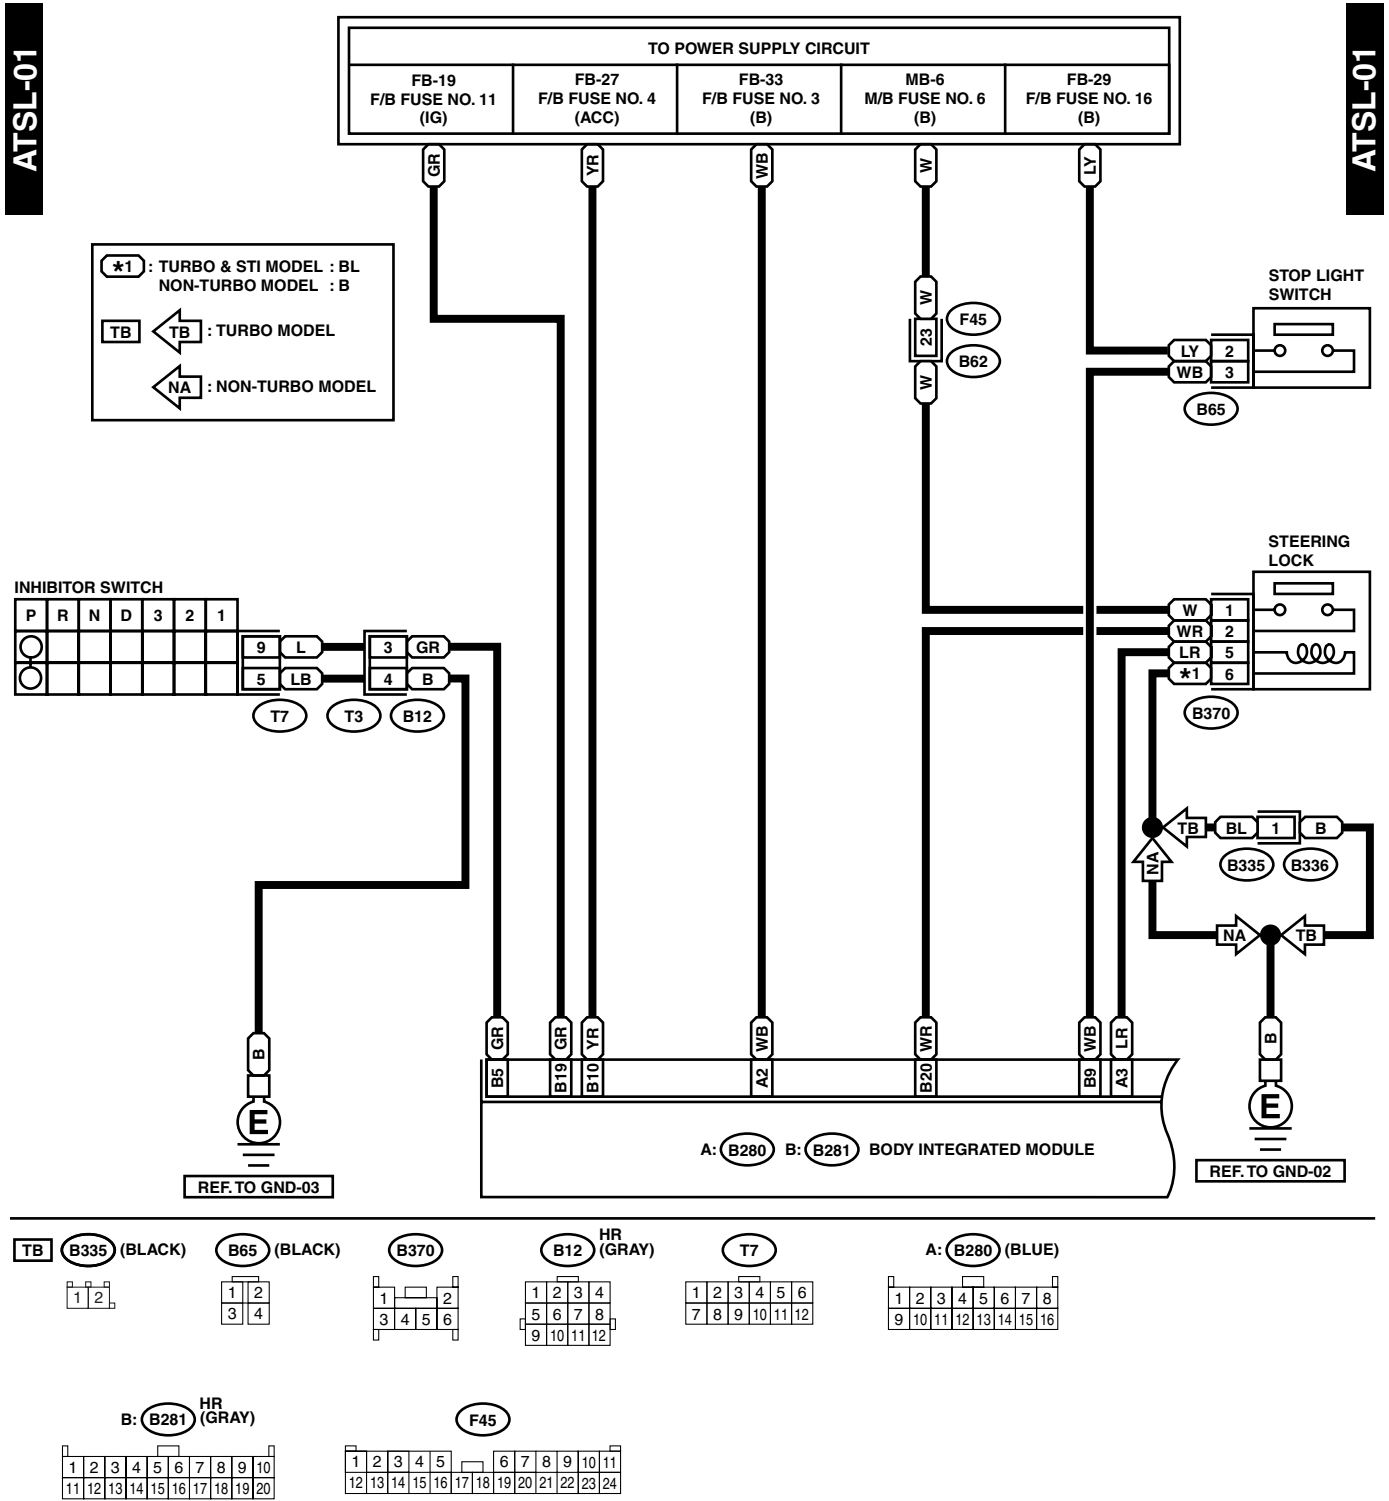 ATSL-01
ATSL-01
TO POWER SUPPLY CIRCUIT
FB-19
F/B FUSE NO. 11
(IG)
FB-27
F/B FUSE NO. 4
(ACC)
FB-33
F/B FUSE NO. 3
(B)
MB-6
M/B FUSE NO. 6
(B)
FB-29
F/B FUSE NO. 16
(B)
GR YR WB W LY
*1 : TURBO & STI MODEL : BL
NON-TURBO MODEL : B
TB TB : TURBO MODEL
NA : NON-TURBO MODEL
W
23
W
F45
B62
STOP LIGHT
SWITCH
LY 2
WB 3
B65
STEERING
LOCK
W 1
WR 2
LR 5
*1 6
B370
INHIBITOR SWITCH
P R N D 3 2 1
9 L 3 GR
5 LB 4 B
T7 T3 B12
TB BL 1 B
B335 B336
NA
NA TB
B
E
REF. TO GND-03
GR GR YR WB WR WB LR
B5 B19 B10 A2 B20 B9 A3
A: B280 B: B281 BODY INTEGRATED MODULE
B
E
REF. TO GND-02
TB B335 (BLACK)
1 2
B65 (BLACK)
1 2
3 4
B370
1 2
3 4 5 6
B12 HR (GRAY)
1 2 3 4
5 6 7 8
9 10 11 12
T7
1 2 3 4 5 6
7 8 9 10 11 12
A: B280 (BLUE)
1 2 3 4 5 6 7 8
9 10 11 12 13 14 15 16
B: B281 HR (GRAY)
1 2 3 4 5 6 7 8 9 10
11 12 13 14 15 16 17 18 19 20
F45
1 2 3 4 5 6 7 8 9 10 11
12 13 14 15 16 17 18 19 20 21 22 23 24